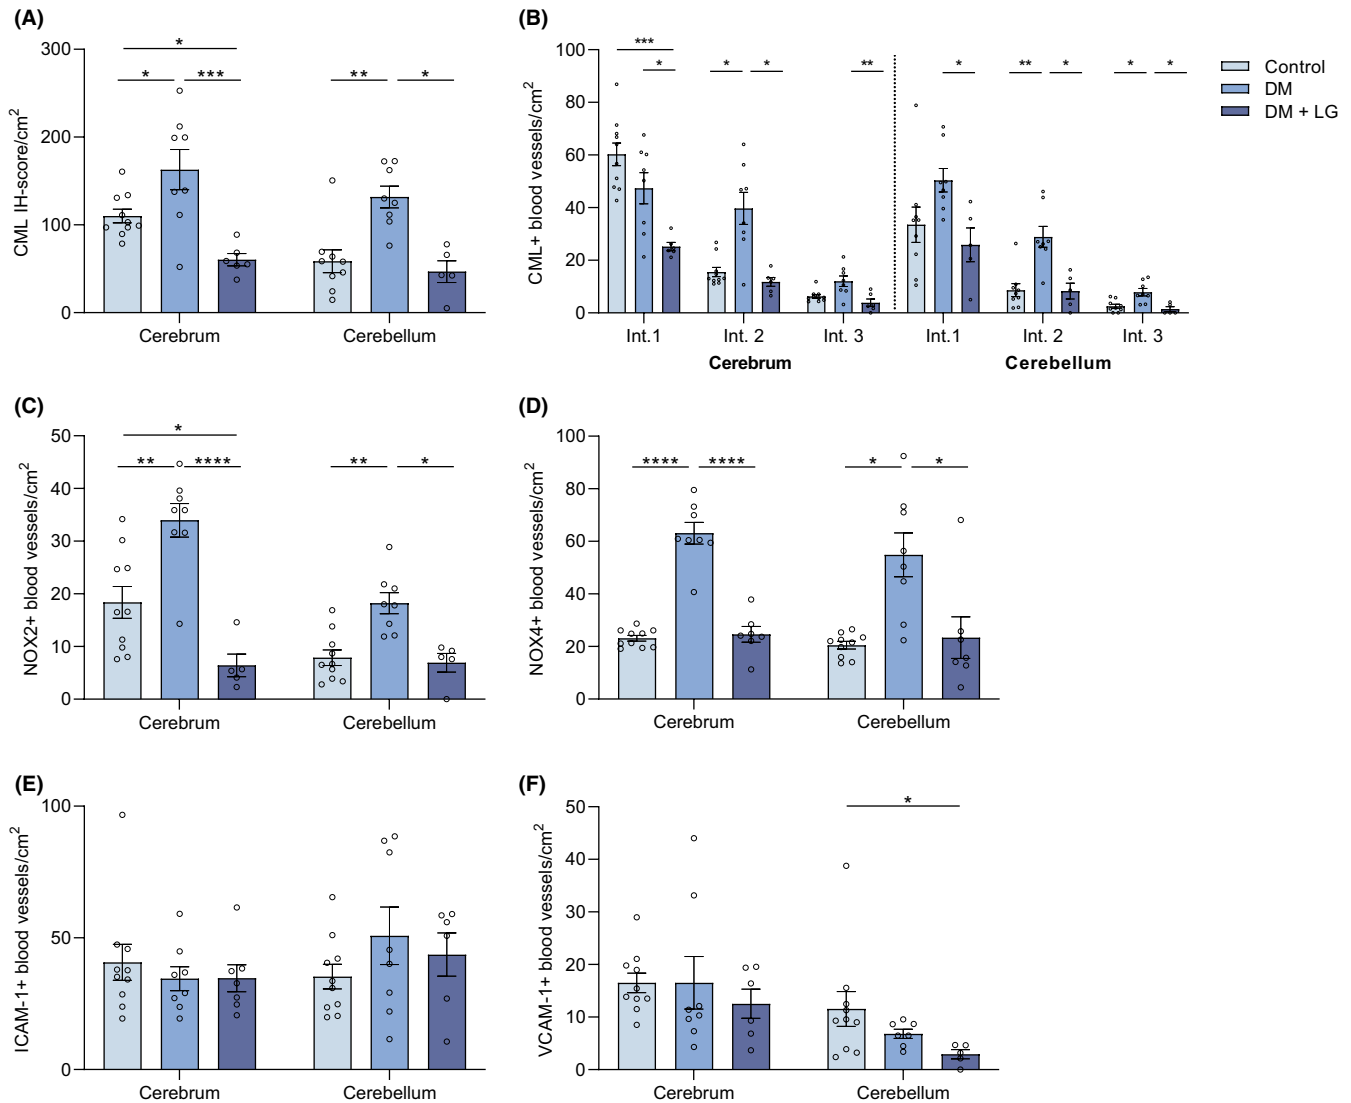 (A)
CML IH-score/cm2
300
200
100
0
*
* ***
** *
Cerebrum Cerebellum
(B)
CML+ blood vessels/cm2
100
80
60
40
20
0
***
*
* *
**
*
** *
* *
Int.1 Int. 2 Int. 3 Int.1 Int. 2 Int. 3
Cerebrum Cerebellum
Control
DM
DM + LG
(C)
NOX2+ blood vessels/cm2
50
40
30
20
10
0
*
** ****
** *
Cerebrum Cerebellum
(D)
NOX4+ blood vessels/cm2
100
80
60
40
20
0
**** ****
* *
Cerebrum Cerebellum
(E)
ICAM-1+ blood vessels/cm2
100
50
0
Cerebrum Cerebellum
(F)
VCAM-1+ blood vessels/cm2
50
40
30
20
10
0
*
Cerebrum Cerebellum